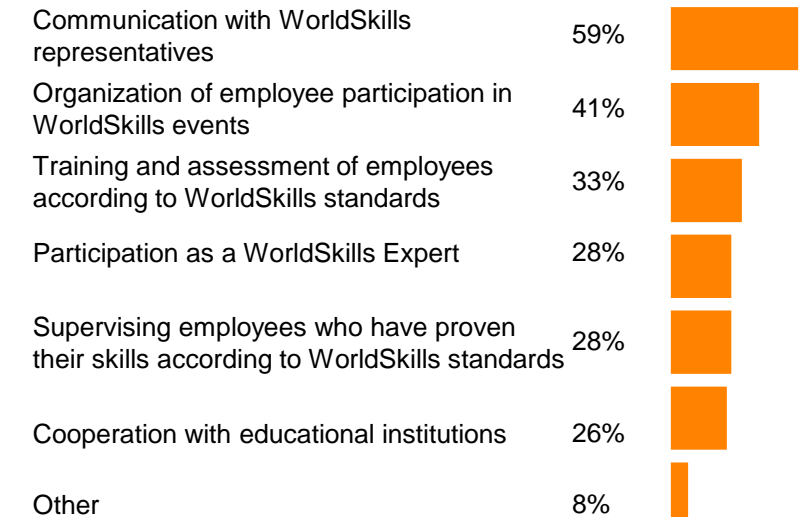 Communication with WorldSkills
representatives
59%
Organization of employee participation in
WorldSkills events
41%
Training and assessment of employees
according to WorldSkills standards
33%
Participation as a WorldSkills Expert
28%
Supervising employees who have proven
their skills according to WorldSkills standards
28%
Cooperation with educational institutions
26%
Other
8%